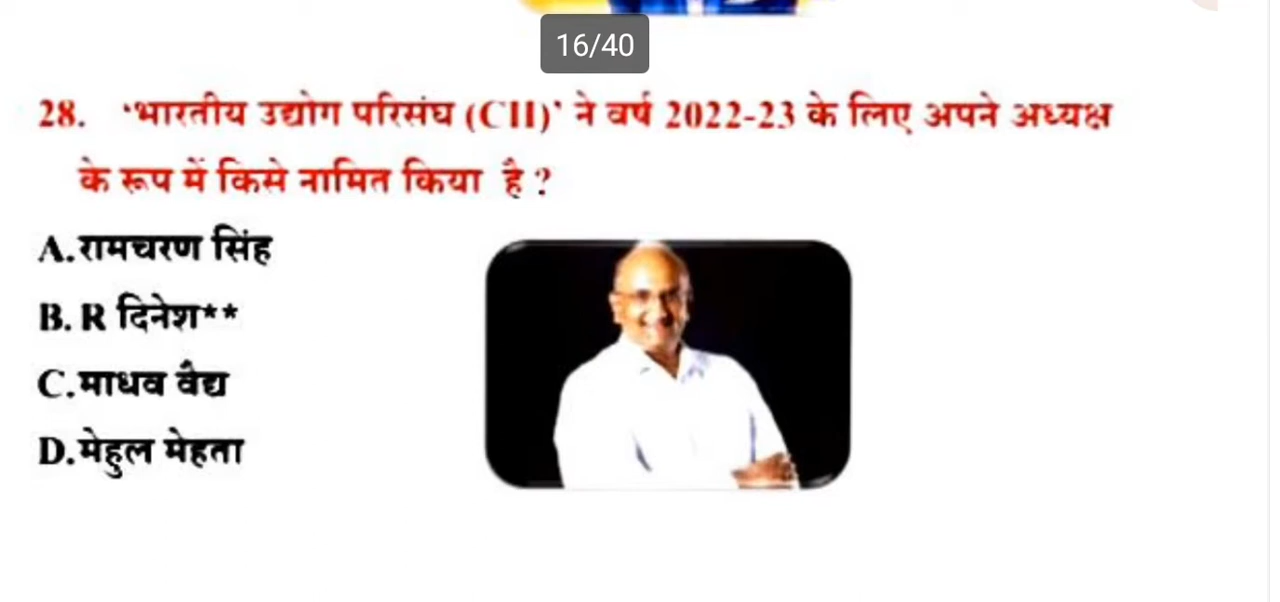 16/40
28. 'भारतीय उद्योग परिसंघ (CII)' ने वर्ष 2022-23 के लिए अपने अध्यक्ष
के रूप में किसे नामित किया है ?
A.रामचरण सिंह
B. R दिनेश**
C.माधव वैद्य
D.मेहुल मेहता